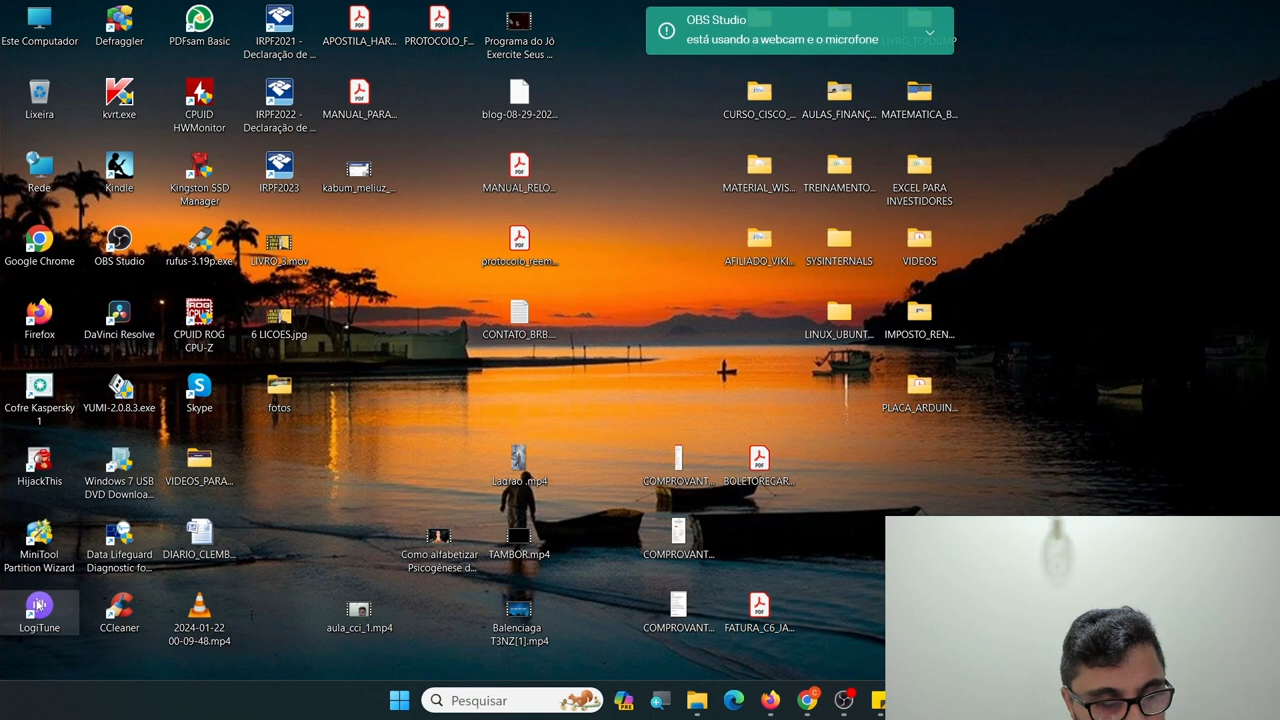 OBS Studio
está usando a webcam e o microfone
Este Computador
Defraggler
PDFsam Basic
IRPF2021 -
Declaração de ...
APOSTILA_HAR...
PROTOCOLO_F...
Programa do Jô
Exercite Seus ...
Lixeira
kvrt.exe
CPUID
HWMonitor
IRPF2022 -
Declaração de ...
MANUAL_PARA...
blog-08-29-202...
CURSO_CISCO_...
AULAS_FINANÇ...
MATEMATICA_B...
Rede
Kindle
Kingston SSD
Manager
IRPF2023
kabum_meliuz_...
MANUAL_RELO...
MATERIAL_WIS...
TREINAMENTO...
EXCEL PARA
INVESTIDORES
Google Chrome
OBS Studio
rufus-3.19p.exe
LIVRO_3.mov
protocolo_reem...
AFILIADO_VIKI...
SYSINTERNALS
VIDEOS
Firefox
DaVinci Resolve
CPUID ROG
CPU-Z
6 LICOES.jpg
CONTATO_BRB....
LINUX_UBUNT...
IMPOSTO_REN...
Cofre Kaspersky
1
YUMI-2.0.8.3.exe
Skype
fotos
PLACA_ARDUIN...
HijackThis
Windows 7 USB
DVD Downloa...
VIDEOS_PARA...
Ladrão .mp4
COMPROVANT...
BOLETORECAR...
MiniTool
Partition Wizard
Data Lifeguard
Diagnostic fo...
DIARIO_CLEMB...
Como alfabetizar
Psicogênese d...
TAMBOR.mp4
COMPROVANT...
LogiTune
CCleaner
2024-01-22
00-09-48.mp4
aula_cci_1.mp4
Balenciaga
T3NZ[1].mp4
COMPROVANT...
FATURA_C6_JA...
Pesquisar